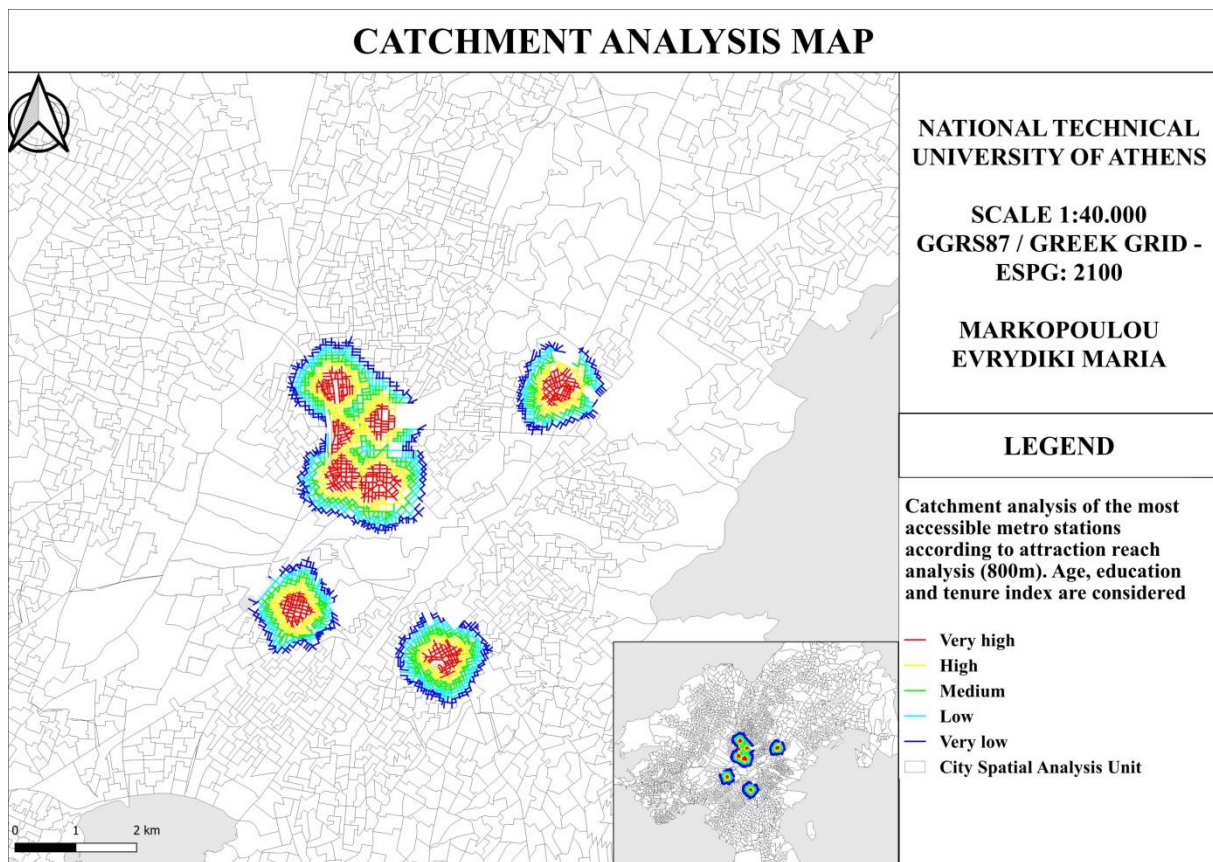 CATCHMENT ANALYSIS MAP
NATIONAL TECHNICAL
UNIVERSITY OF ATHENS
SCALE 1:40.000
GGRS87 / GREEK GRID -
ESPG: 2100
MARKOPOULOU
EVRYDIKI MARIA
LEGEND
Catchment analysis of the most
accessible metro stations
according to attraction reach
analysis (800m). Age, education
and tenure index are considered
Very high
High
Medium
Low
Very low
City Spatial Analysis Unit
0 1 2 km